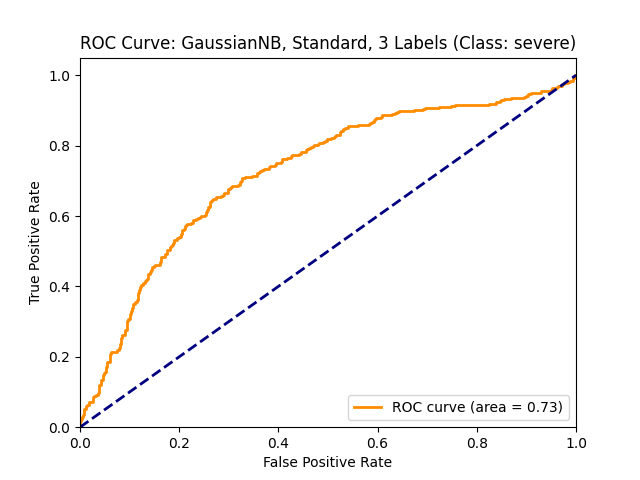 ROC Curve: GaussianNB, Standard, 3 Labels (Class: severe)
True Positive Rate
1.0
0.8
0.6
0.4
0.2
0.0
ROC curve (area = 0.73)
0.0 0.2 0.4 0.6 0.8 1.0
False Positive Rate